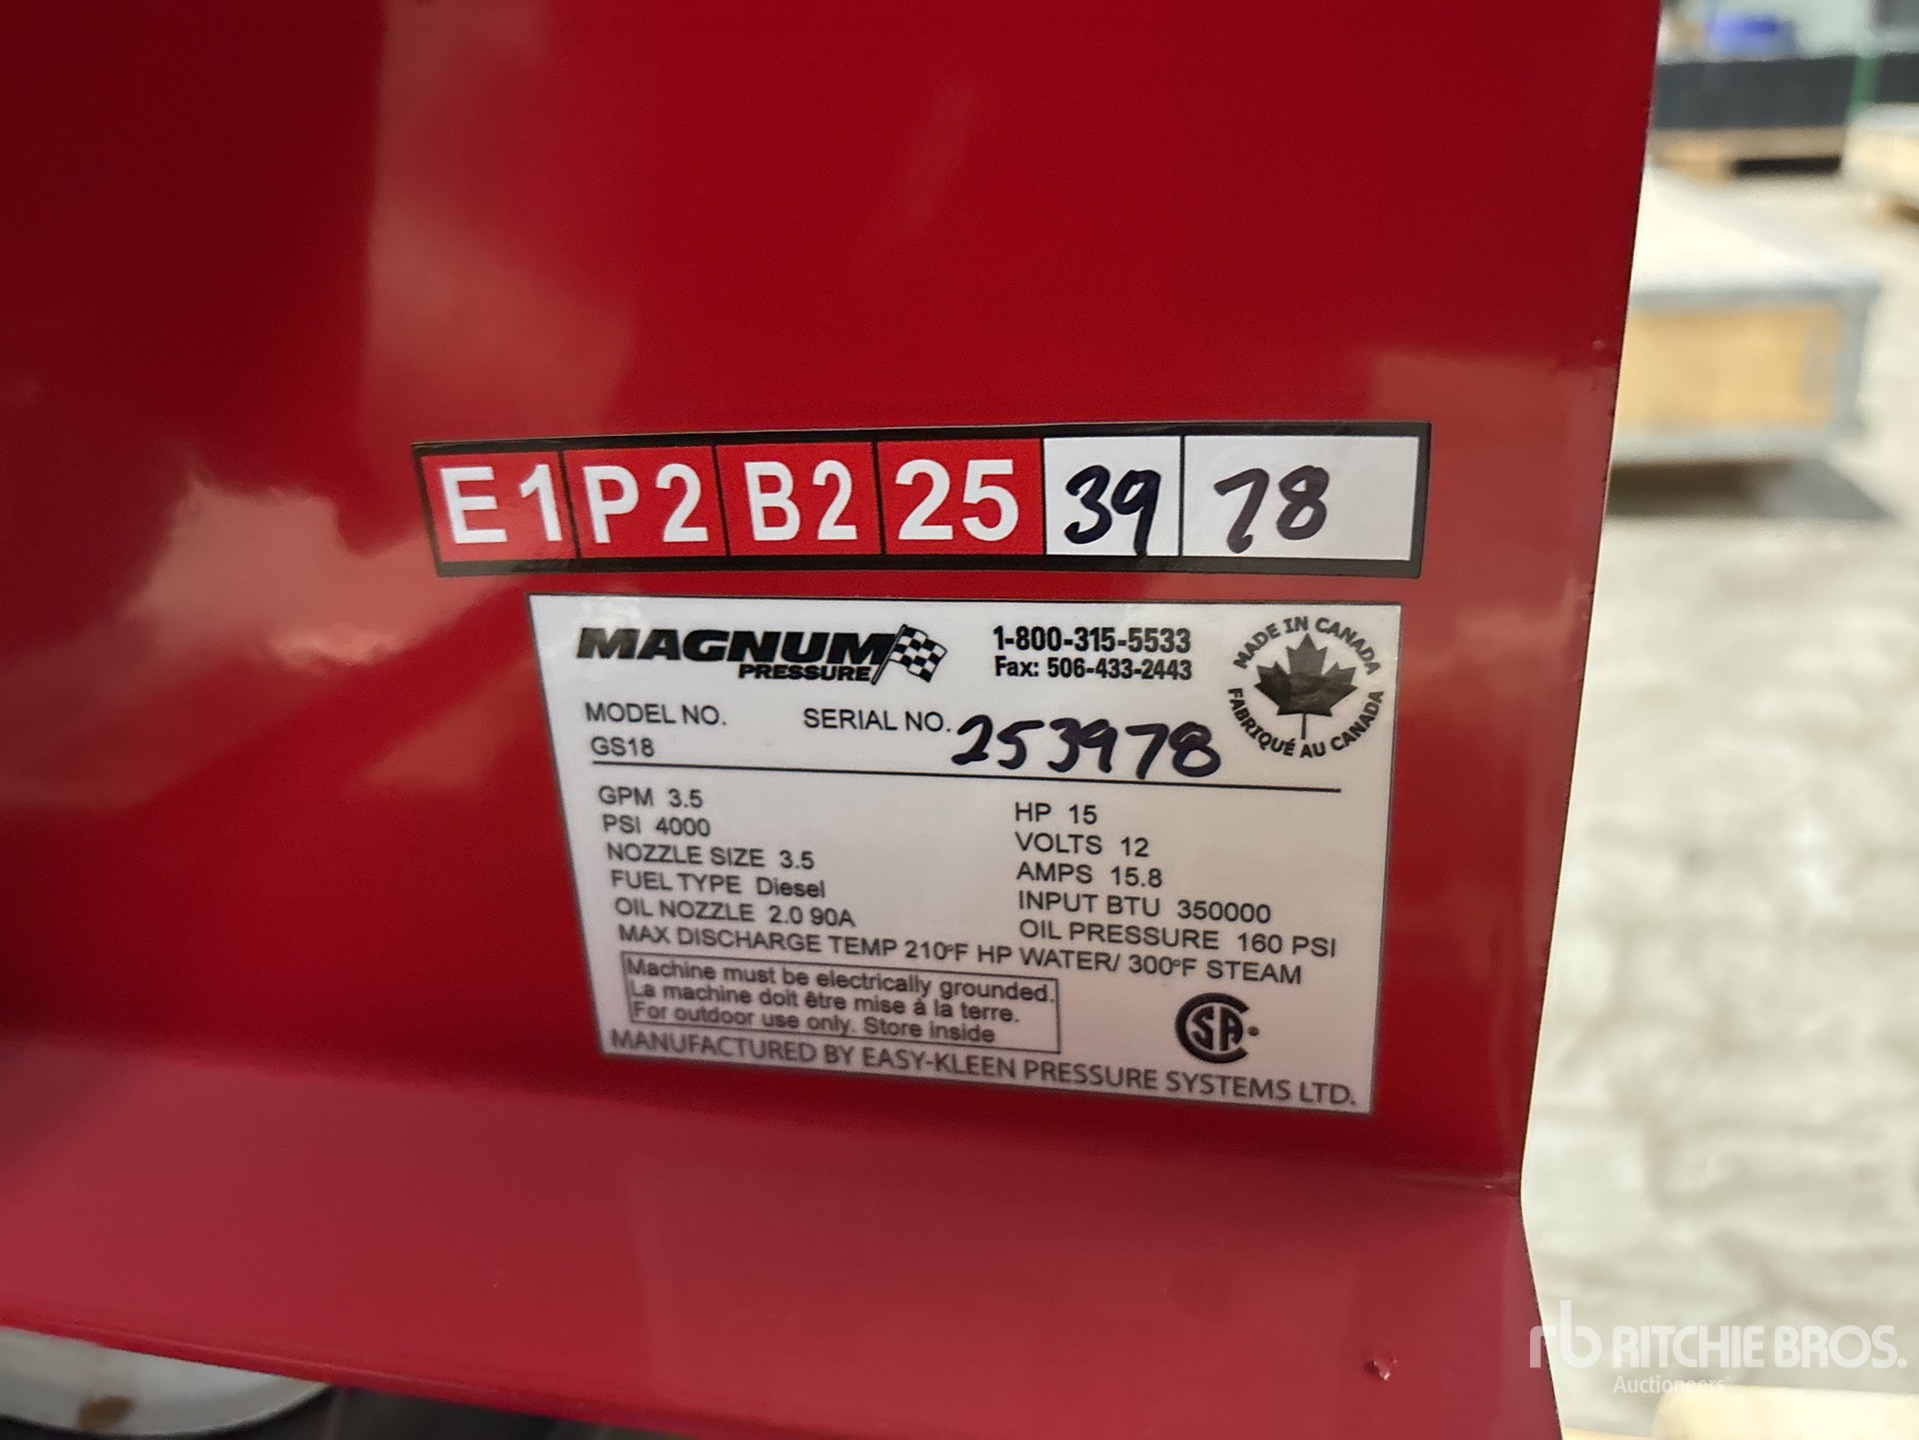 E1 P2 B2 25 39 78
MAGNUM
PRESSURE
1-800-315-5533
Fax: 506-433-2443
MADE IN CANADA
FABRIQUÉ AU CANADA
MODEL NO.
GS18
SERIAL NO. 253978
GPM 3.5
PSI 4000
NOZZLE SIZE 3.5
FUEL TYPE Diesel
OIL NOZZLE 2.0 90A
HP 15
VOLTS 12
AMPS 15.8
INPUT BTU 350000
OIL PRESSURE 160 PSI
MAX DISCHARGE TEMP 210°F HP WATER/ 300°F STEAM
Machine must be electrically grounded.
La machine doit être mise à la terre.
For outdoor use only. Store inside
CSA
MANUFACTURED BY EASY-KLEEN PRESSURE SYSTEMS LTD.
rb RITCHIE BROS.
Auctioneers